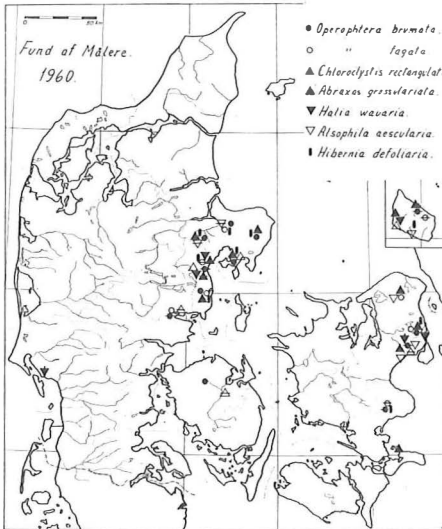 Fund af Målere.
1960.
● Operophtera brumata.
○ " fagata
▲ Chloroclystis rectangulat
▲ Abraxas grossulariata.
▼ Halia wavaria.
▽ Alsophila aescularia.
Hibernia defoliaria.